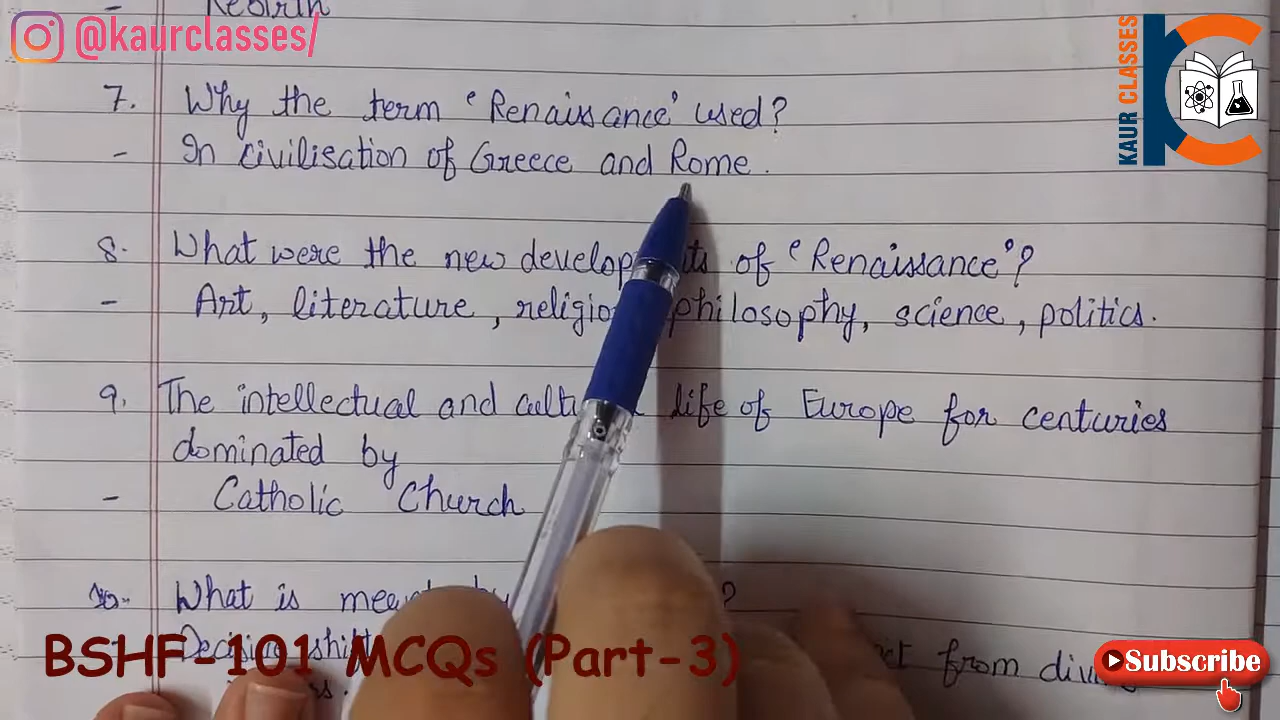 Rebirth
@kaurclasses/
KAUR CLASSES
7. Why the term 'Renaissance' used?
- In civilisation of Greece and Rome.
8. What were the new of 'Renaissance'?
- Art, literature, philosophy, science, politics.
9. The intellectual and life of Europe for centuries
dominated by
- Catholic Church
10. What is ?
- from
BSHF-101 MCQs (Part-3)
Subscribe